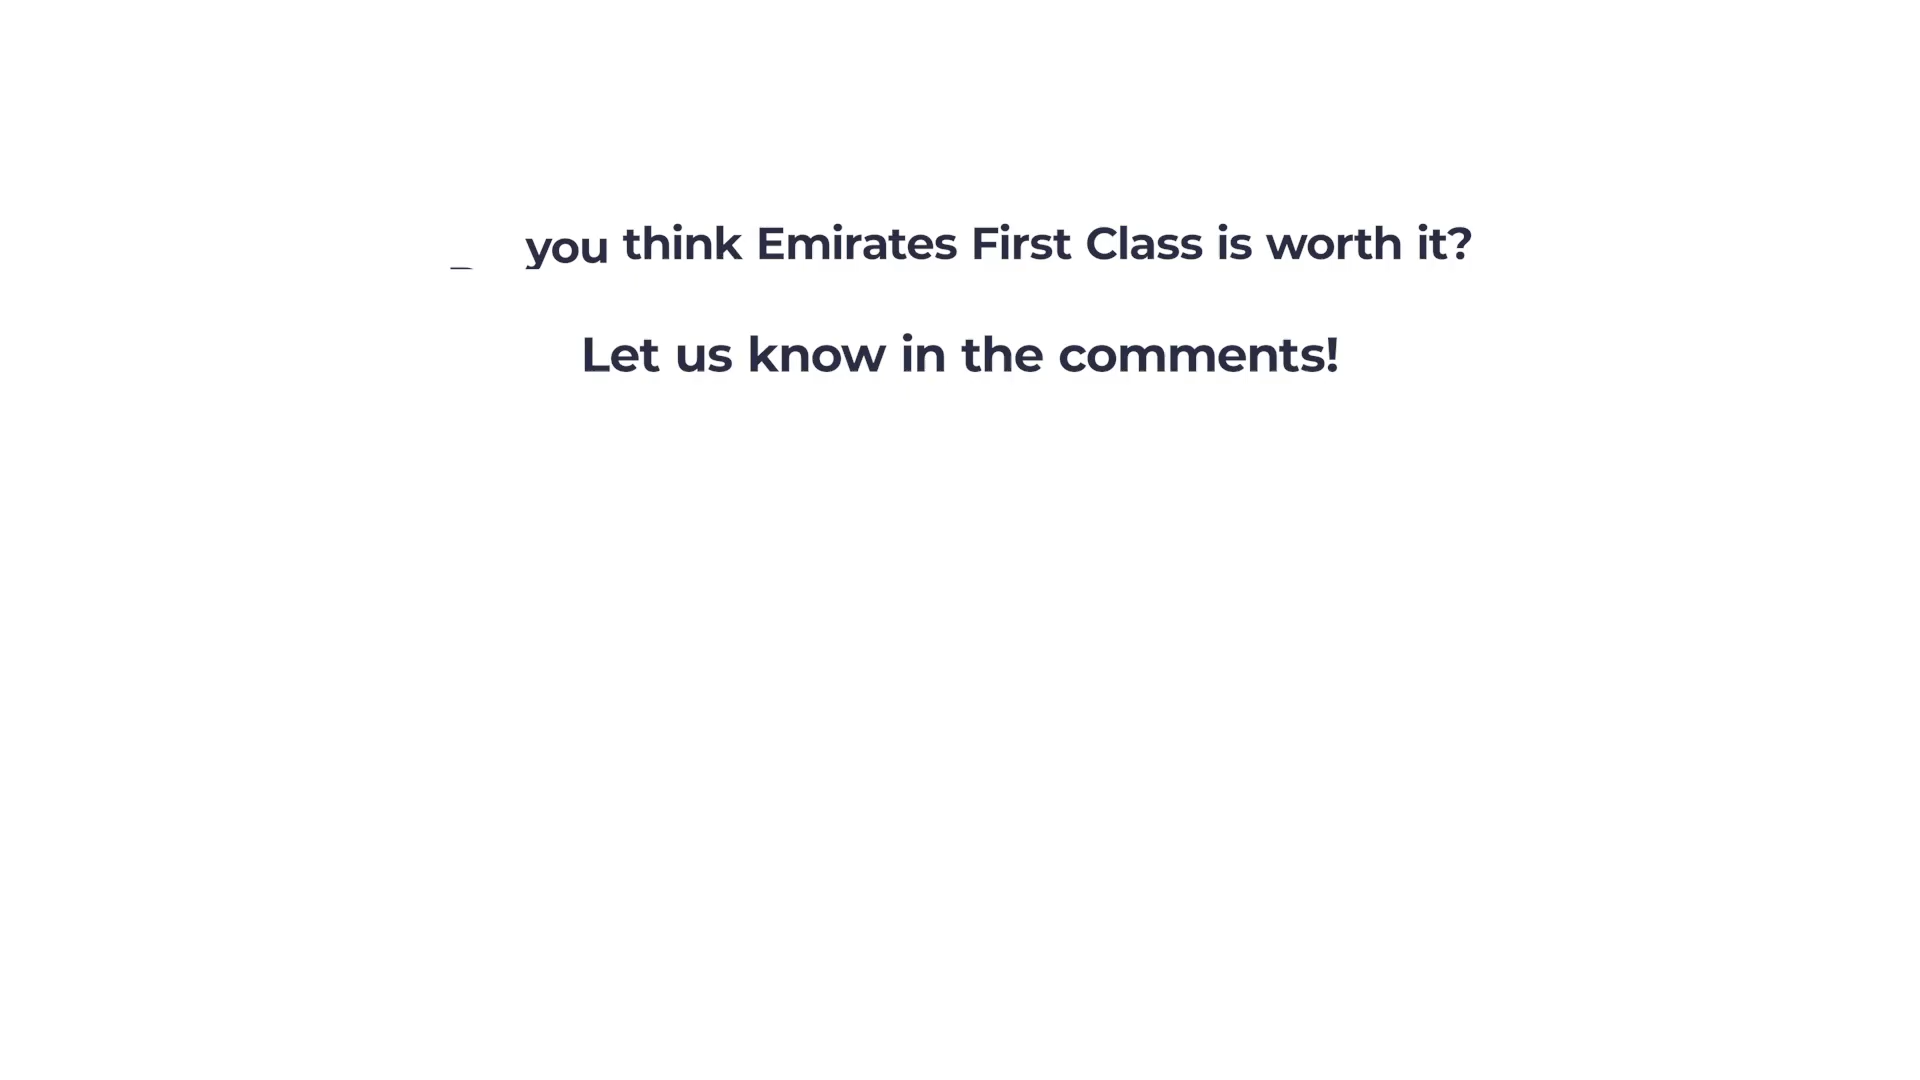 you think Emirates First Class is worth it?
Let us know in the comments!